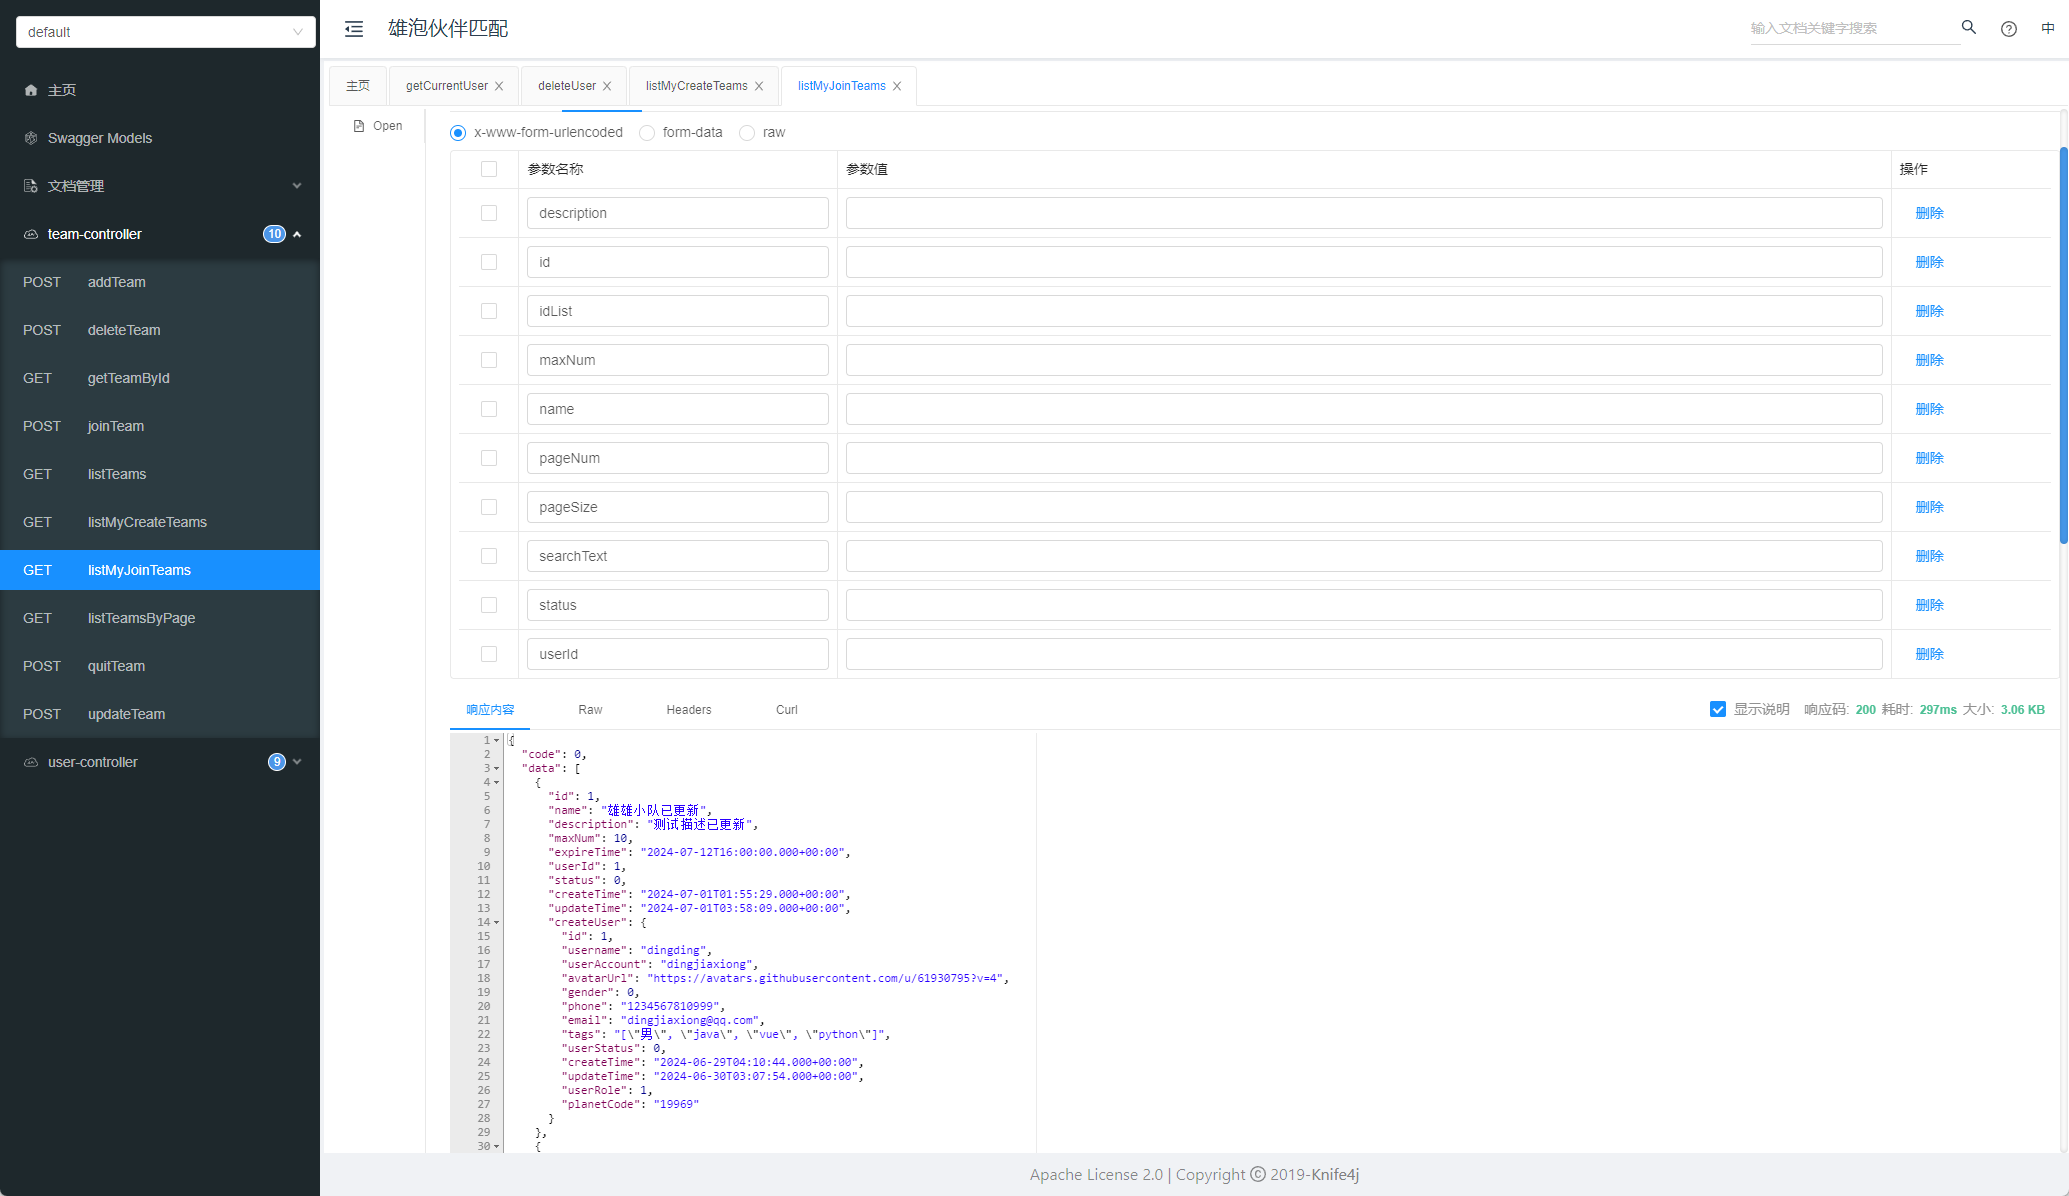 default
雄泡伙伴匹配
输入文档关键字搜索
中
主页
Swagger Models
文档管理
team-controller
10
POST addTeam
POST deleteTeam
GET getTeamById
POST joinTeam
GET listTeams
GET listMyCreateTeams
GET listMyJoinTeams
GET listTeamsByPage
POST quitTeam
POST updateTeam
user-controller
9
主页
getCurrentUser
deleteUser
listMyCreateTeams
listMyJoinTeams
Open
x-www-form-urlencoded form-data raw
参数名称 参数值 操作
description 删除
id 删除
idList 删除
maxNum 删除
name 删除
pageNum 删除
pageSize 删除
searchText 删除
status 删除
userId 删除
响应内容 Raw Headers Curl
显示说明 响应码: 200 耗时: 297ms 大小: 3.06 KB
1 {
2 "code": 0,
3 "data": [
4 {
5 "id": 1,
6 "name": "雄雄小队已更新",
7 "description": "测试描述已更新",
8 "maxNum": 10,
9 "expireTime": "2024-07-12T16:00:00.000+00:00",
10 "userId": 1,
11 "status": 0,
12 "createTime": "2024-07-01T01:55:29.000+00:00",
13 "updateTime": "2024-07-01T03:58:09.000+00:00",
14 "createUser": {
15 "id": 1,
16 "username": "dingding",
17 "userAccount": "dingjiaxiong",
18 "avatarUrl": "https://avatars.githubusercontent.com/u/61930795?v=4",
19 "gender": 0,
20 "phone": "1234567810999",
21 "email": "dingjiaxiong@qq.com",
22 "tags": "[\"男\", \"java\", \"vue\", \"python\"]",
23 "userStatus": 0,
24 "createTime": "2024-06-29T04:10:44.000+00:00",
25 "updateTime": "2024-06-30T03:07:54.000+00:00",
26 "userRole": 1,
27 "planetCode": "19969"
28 }
29 },
30 {
Apache License 2.0 | Copyright © 2019-Knife4j